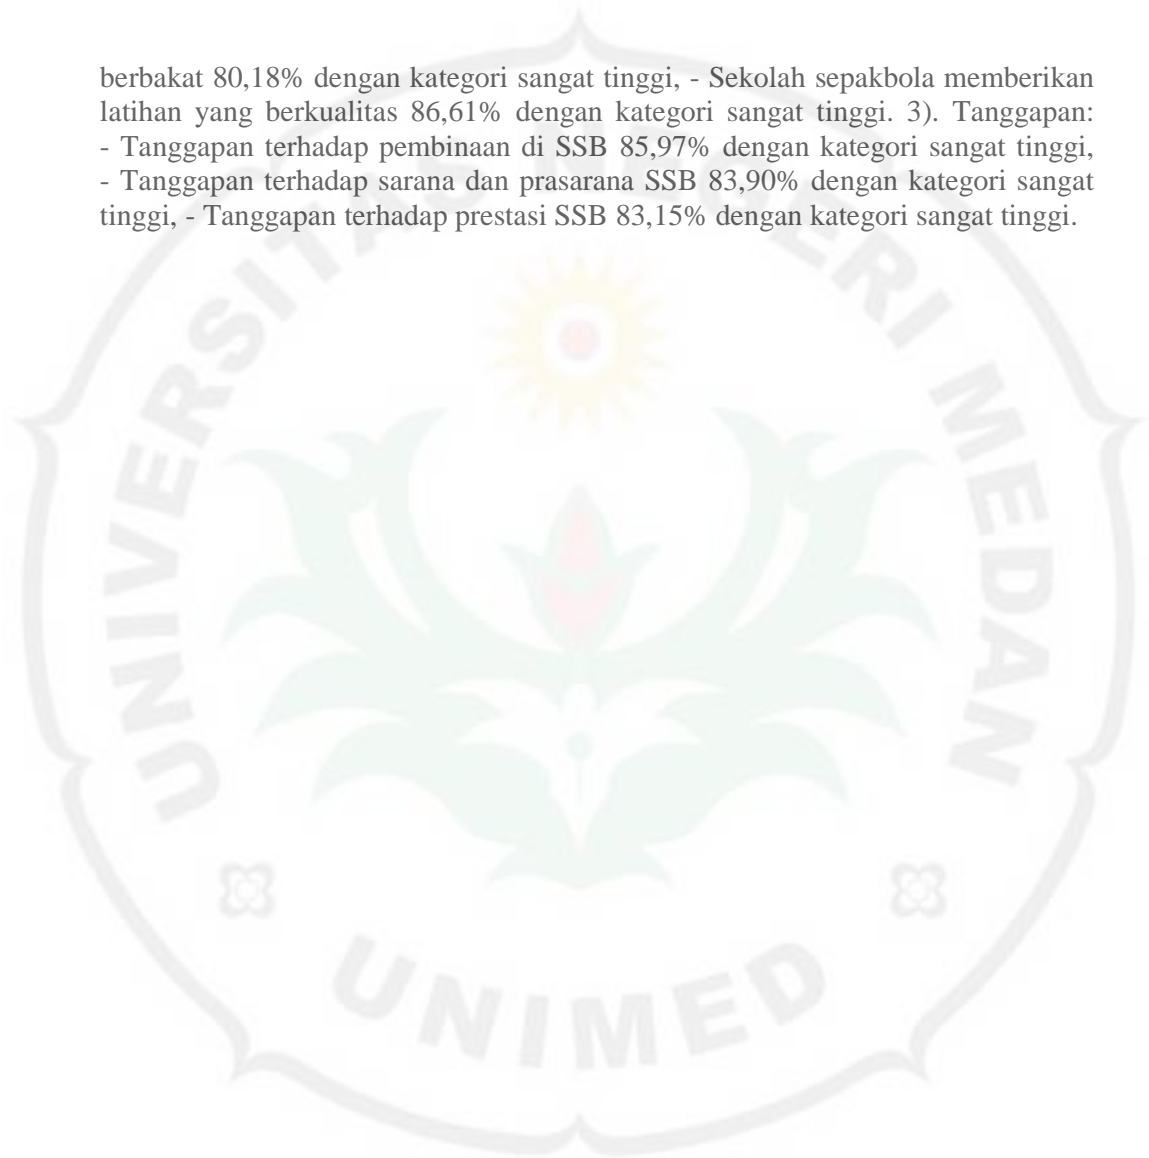 berbakat 80,18% dengan kategori sangat tinggi, - Sekolah sepakbola memberikan
latihan yang berkualitas 86,61% dengan kategori sangat tinggi. 3). Tanggapan:
- Tanggapan terhadap pembinaan di SSB 85,97% dengan kategori sangat tinggi,
- Tanggapan terhadap sarana dan prasarana SSB 83,90% dengan kategori sangat
tinggi, - Tanggapan terhadap prestasi SSB 83,15% dengan kategori sangat tinggi.
UNIVERSITAS NEGERI MEDAN
UNIMED